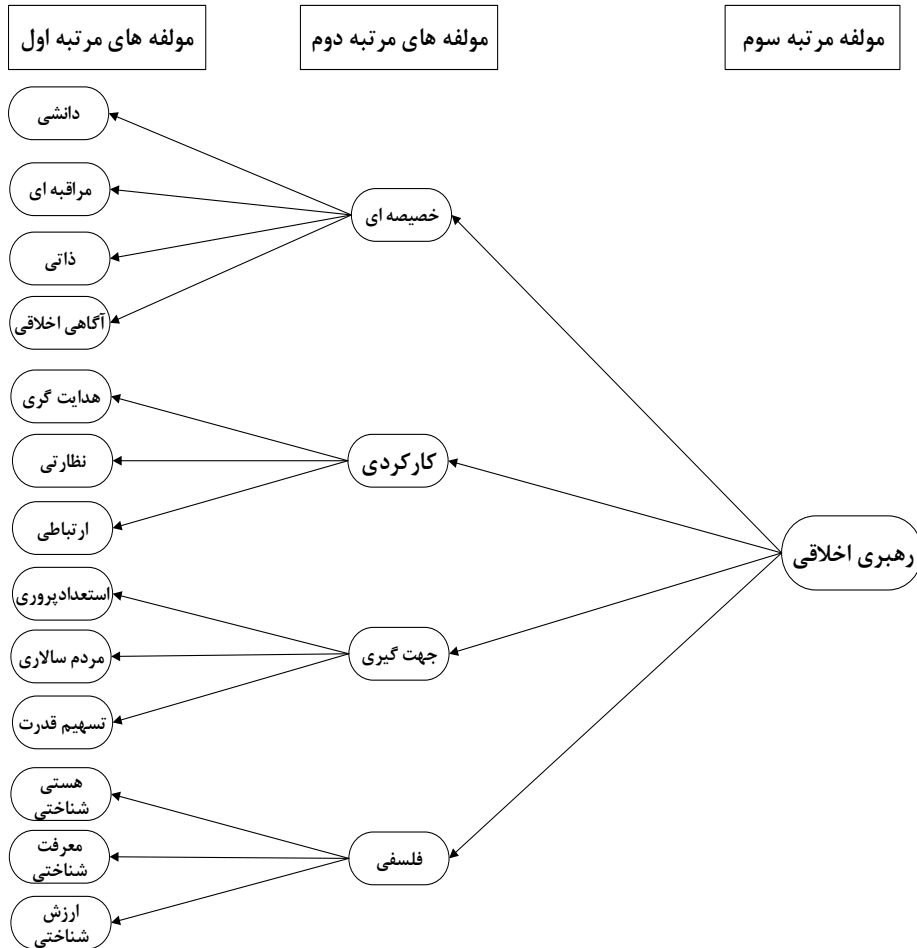 مولفه مرتبه سوم
مولفه های مرتبه دوم
مولفه های مرتبه اول
رهبری اخلاقی
خصیصه ای
دانشی
مراقبه ای
ذاتی
آگاهی اخلاقی
کارکردی
هدایت گری
نظارتی
ارتباطی
جهت گیری
استعدادپروری
مردم سالاری
تسهیم قدرت
فلسفی
هستی
شناختی
معرفت
شناختی
ارزش
شناختی